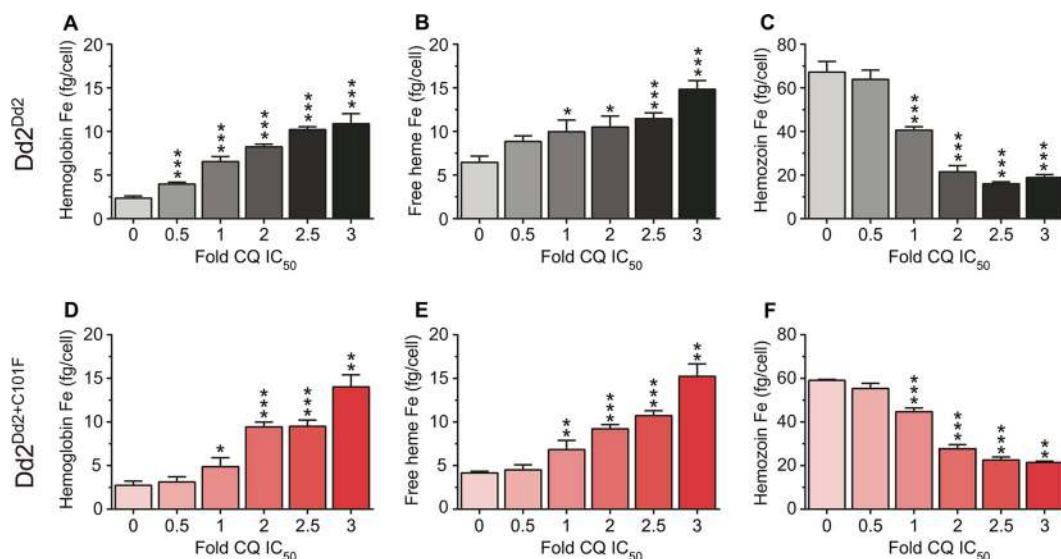 A
Dd2Dd2
Hemoglobin Fe (fg/cell)
20
15
10
5
0
***
***
***
***
***
0 0.5 1 2 2.5 3
Fold CQ IC50
B
Free heme Fe (fg/cell)
20
15
10
5
0
*
*
***
***
0 0.5 1 2 2.5 3
Fold CQ IC50
C
Hemozoin Fe (fg/cell)
80
60
40
20
0
***
***
***
***
0 0.5 1 2 2.5 3
Fold CQ IC50
D
Dd2Dd2+C101F
Hemoglobin Fe (fg/cell)
20
15
10
5
0
*
***
***
**
0 0.5 1 2 2.5 3
Fold CQ IC50
E
Free heme Fe (fg/cell)
20
15
10
5
0
**
***
***
**
0 0.5 1 2 2.5 3
Fold CQ IC50
F
Hemozoin Fe (fg/cell)
80
60
40
20
0
***
***
***
**
0 0.5 1 2 2.5 3
Fold CQ IC50